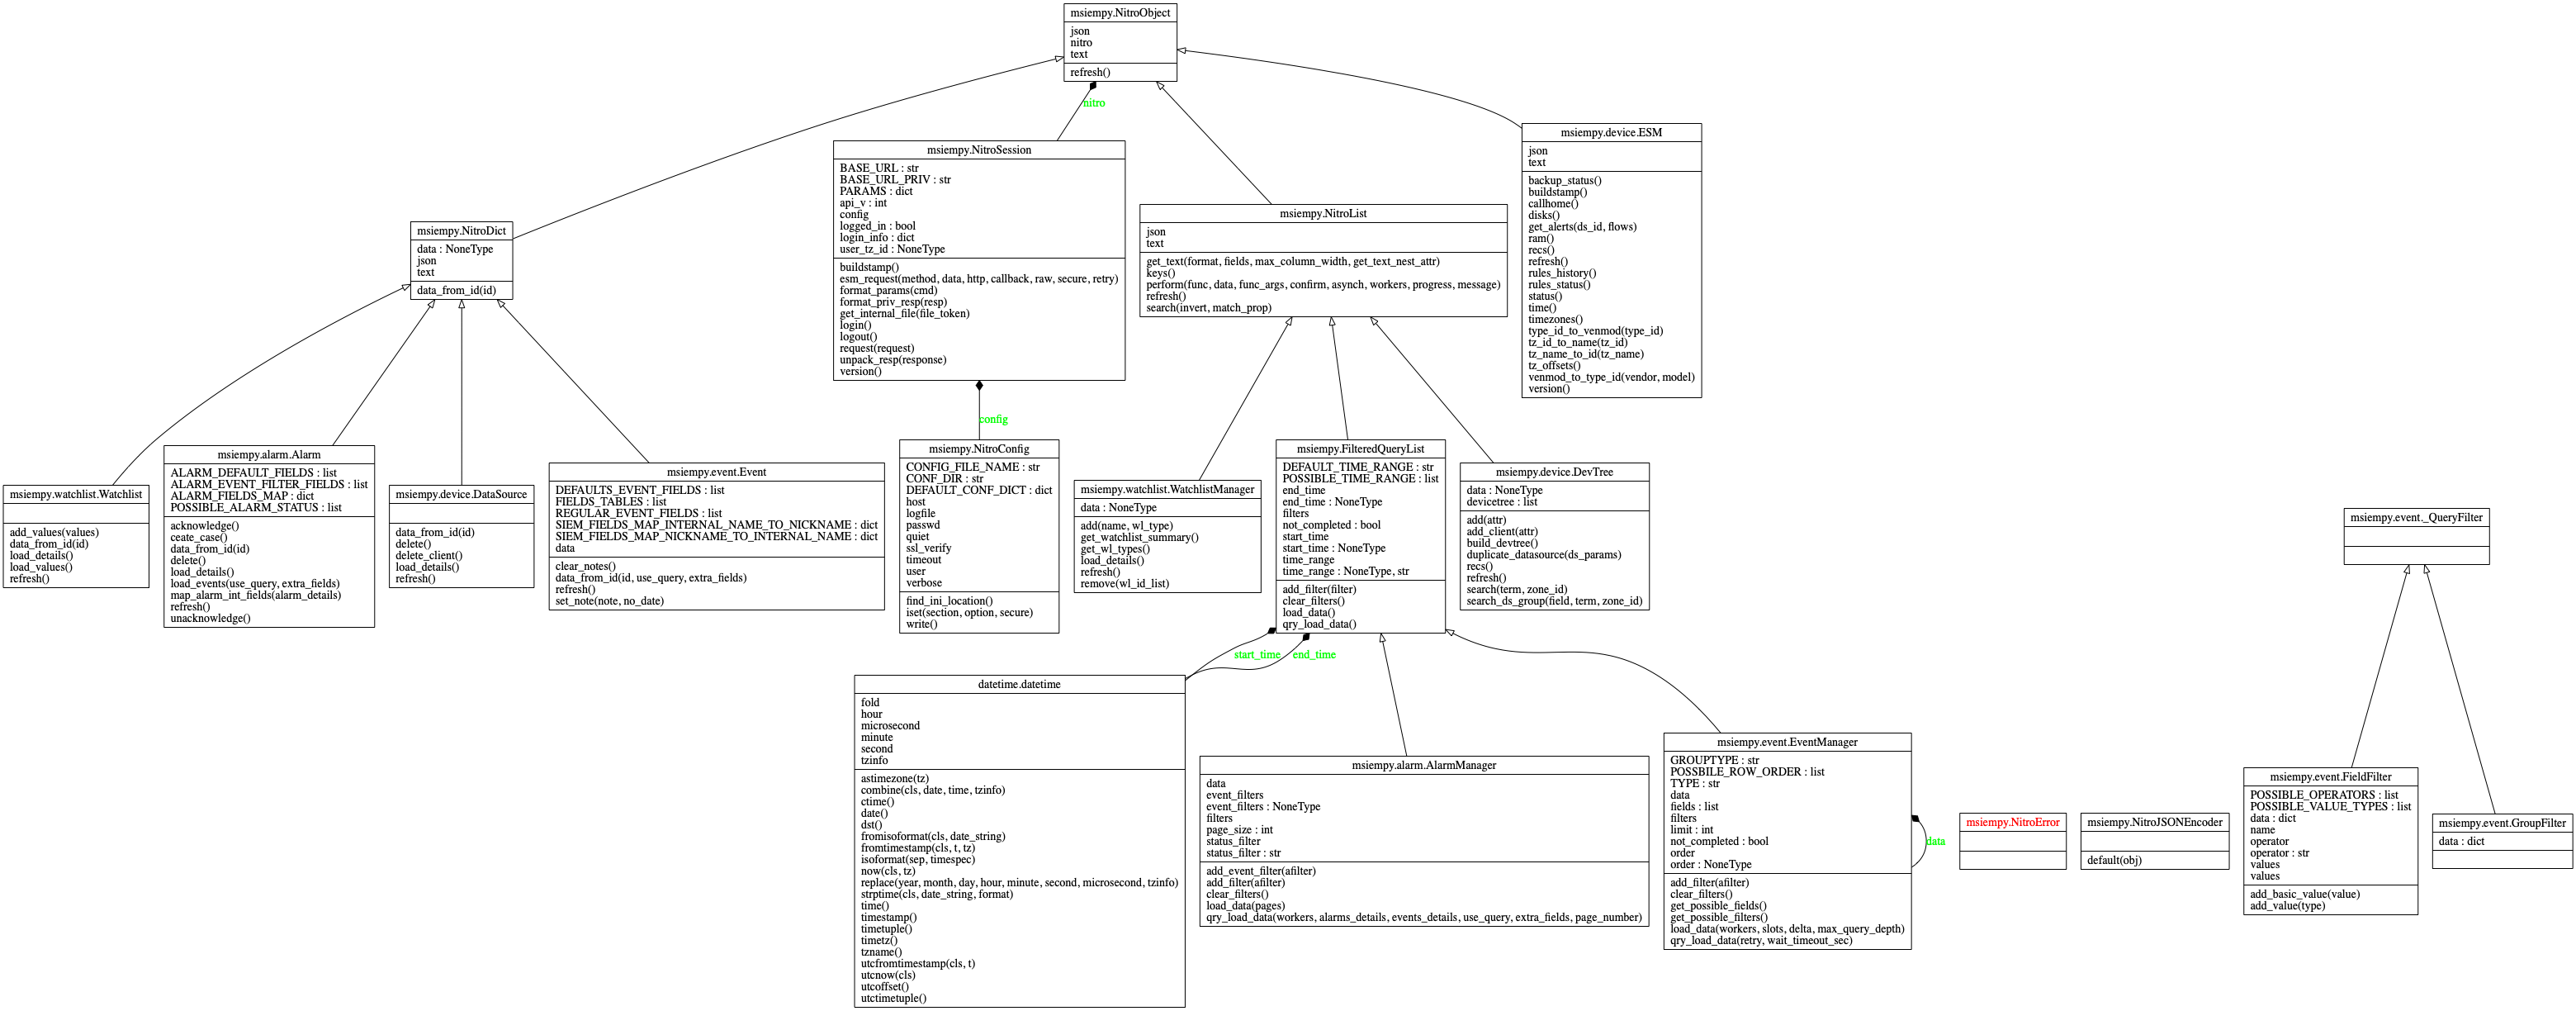 msiempy.NitroObject
json
nitro
text
refresh()
nitro
msiempy.NitroDict
data : NoneType
json
text
data_from_id(id)
msiempy.NitroSession
BASE_URL : str
BASE_URL_PRIV : str
PARAMS : dict
api_v : int
config
logged_in : bool
login_info : dict
user_tz_id : NoneType
buildstamp()
esm_request(method, data, http, callback, raw, secure, retry)
format_params(cmd)
format_priv_resp(resp)
get_internal_file(file_token)
login()
logout()
request(request)
unpack_resp(response)
version()
msiempy.NitroList
json
text
get_text(format, fields, max_column_width, get_text_nest_attr)
keys()
perform(func, data, func_args, confirm, asynch, workers, progress, message)
refresh()
search(invert, match_prop)
msiempy.device.ESM
json
text
backup_status()
buildstamp()
callhome()
disks()
get_alerts(ds_id, flows)
ram()
recs()
refresh()
rules_history()
rules_status()
status()
time()
timezones()
type_id_to_venmod(type_id)
tz_id_to_name(tz_id)
tz_name_to_id(tz_name)
tz_offsets()
venmod_to_type_id(vendor, model)
version()
config
msiempy.watchlist.Watchlist
add_values(values)
data_from_id(id)
load_details()
load_values()
refresh()
msiempy.alarm.Alarm
ALARM_DEFAULT_FIELDS : list
ALARM_EVENT_FILTER_FIELDS : list
ALARM_FIELDS_MAP : dict
POSSIBLE_ALARM_STATUS : list
acknowledge()
ceate_case()
data_from_id(id)
delete()
load_details()
load_events(use_query, extra_fields)
map_alarm_int_fields(alarm_details)
refresh()
unacknowledge()
msiempy.device.DataSource
data_from_id(id)
delete()
delete_client()
load_details()
refresh()
msiempy.event.Event
DEFAULTS_EVENT_FIELDS : list
FIELDS_TABLES : list
REGULAR_EVENT_FIELDS : list
SIEM_FIELDS_MAP_INTERNAL_NAME_TO_NICKNAME : dict
SIEM_FIELDS_MAP_NICKNAME_TO_INTERNAL_NAME : dict
data
clear_notes()
data_from_id(id, use_query, extra_fields)
refresh()
set_note(note, no_date)
msiempy.NitroConfig
CONFIG_FILE_NAME : str
CONF_DIR : str
DEFAULT_CONF_DICT : dict
host
logfile
passwd
quiet
ssl_verify
timeout
user
verbose
find_ini_location()
iset(section, option, secure)
write()
msiempy.watchlist.WatchlistManager
data : NoneType
add(name, wl_type)
get_watchlist_summary()
get_wl_types()
load_details()
refresh()
remove(wl_id_list)
msiempy.FilteredQueryList
DEFAULT_TIME_RANGE : str
POSSIBLE_TIME_RANGE : list
end_time
end_time : NoneType
filters
not_completed : bool
start_time
start_time : NoneType
time_range
time_range : NoneType, str
add_filter(filter)
clear_filters()
load_data()
qry_load_data()
msiempy.device.DevTree
data : NoneType
devicetree : list
add(attr)
add_client(attr)
build_devtree()
duplicate_datasource(ds_params)
recs()
refresh()
search(term, zone_id)
search_ds_group(field, term, zone_id)
msiempy.event._QueryFilter
start_time
end_time
datetime.datetime
fold
hour
microsecond
minute
second
tzinfo
astimezone(tz)
combine(cls, date, time, tzinfo)
ctime()
date()
dst()
fromisoformat(cls, date_string)
fromtimestamp(cls, t, tz)
isoformat(sep, timespec)
now(cls, tz)
replace(year, month, day, hour, minute, second, microsecond, tzinfo)
strptime(cls, date_string, format)
time()
timestamp()
timetuple()
timetz()
tzname()
utcfromtimestamp(cls, t)
utcnow(cls)
utcoffset()
utctimetuple()
msiempy.alarm.AlarmManager
data
event_filters
event_filters : NoneType
filters
page_size : int
status_filter
status_filter : str
add_event_filter(afilter)
add_filter(afilter)
clear_filters()
load_data(pages)
qry_load_data(workers, alarms_details, events_details, use_query, extra_fields, page_number)
msiempy.event.EventManager
GROUPTYPE : str
POSSBILE_ROW_ORDER : list
TYPE : str
data
fields : list
filters
limit : int
not_completed : bool
order
order : NoneType
add_filter(afilter)
clear_filters()
get_possible_fields()
get_possible_filters()
load_data(workers, slots, delta, max_query_depth)
qry_load_data(retry, wait_timeout_sec)
data
msiempy.NitroError
msiempy.NitroJSONEncoder
default(obj)
msiempy.event.FieldFilter
POSSIBLE_OPERATORS : list
POSSIBLE_VALUE_TYPES : list
data : dict
name
operator
operator : str
values
values
add_basic_value(value)
add_value(type)
msiempy.event.GroupFilter
data : dict